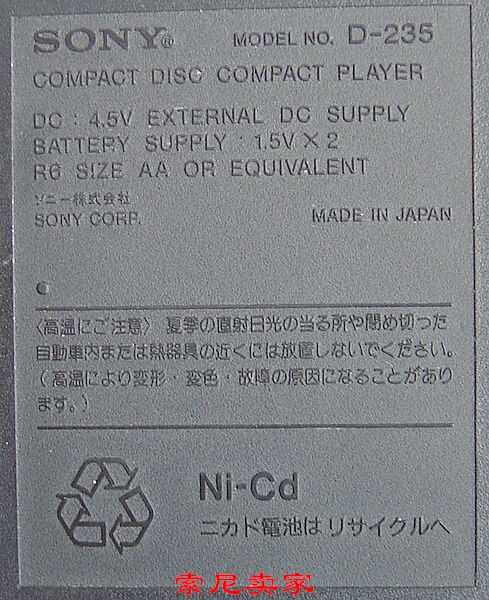 SONY® MODEL NO. D-235
COMPACT DISC COMPACT PLAYER
DC : 4.5V EXTERNAL DC SUPPLY
BATTERY SUPPLY : 1.5V × 2
R6 SIZE AA OR EQUIVALENT
ソニー株式会社
SONY CORP. MADE IN JAPAN
〈高温にご注意〉 夏季の直射日光の当る所や閉め切った
自動車内または熱器具の近くには放置しないでください。
(高温により変形・変色・故障の原因になることがあり
ます。)
Ni-Cd
ニカド電池はリサイクルへ
索尼卖家